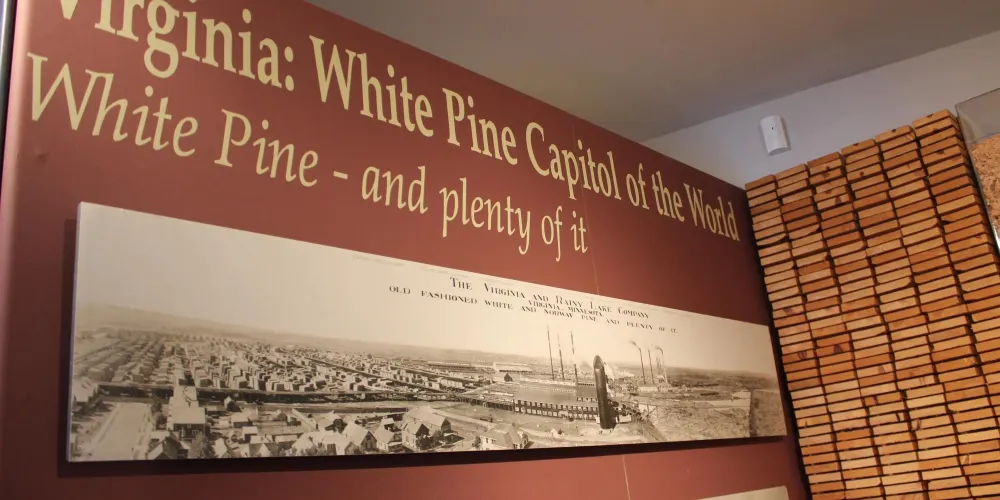 Virginia: White Pine Capitol of the World
White Pine - and plenty of it
THE VIRGINIA AND RAINY LAKE COMPANY
VIRGINIA, MINNESOTA.
OLD FASHIONED WHITE AND NORWAY PINE AND PLENTY OF IT.